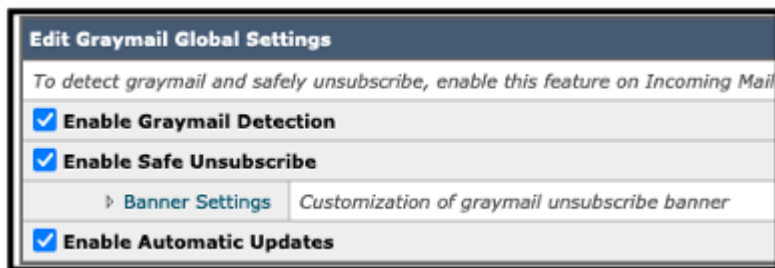 Edit Graymail Global Settings
To detect graymail and safely unsubscribe, enable this feature on Incoming Mail
Enable Graymail Detection
Enable Safe Unsubscribe
Banner Settings Customization of graymail unsubscribe banner
Enable Automatic Updates